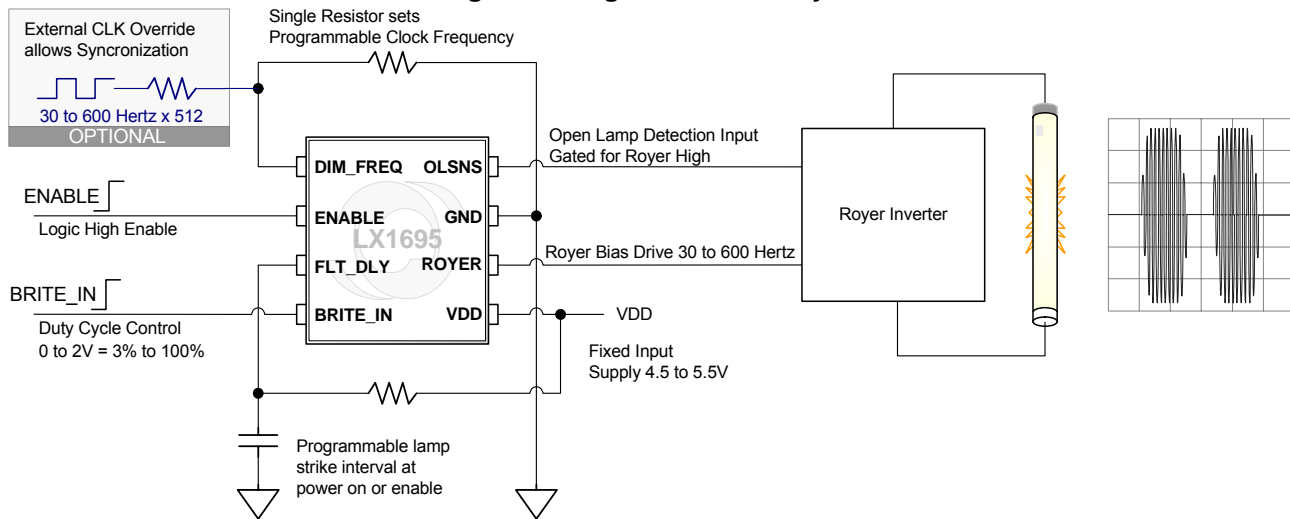 External CLK Override
allows Syncronization
30 to 600 Hertz x 512
OPTIONAL
Single Resistor sets
Programmable Clock Frequency
ENABLE
Logic High Enable
BRITE_IN
Duty Cycle Control
0 to 2V = 3% to 100%
DIM_FREQ
ENABLE
FLT_DLY
BRITE_IN
OLSNS
GND
ROYER
VDD
LX1695
Open Lamp Detection Input
Gated for Royer High
Royer Bias Drive 30 to 600 Hertz
VDD
Fixed Input
Supply 4.5 to 5.5V
Programmable lamp
strike interval at
power on or enable
Royer Inverter